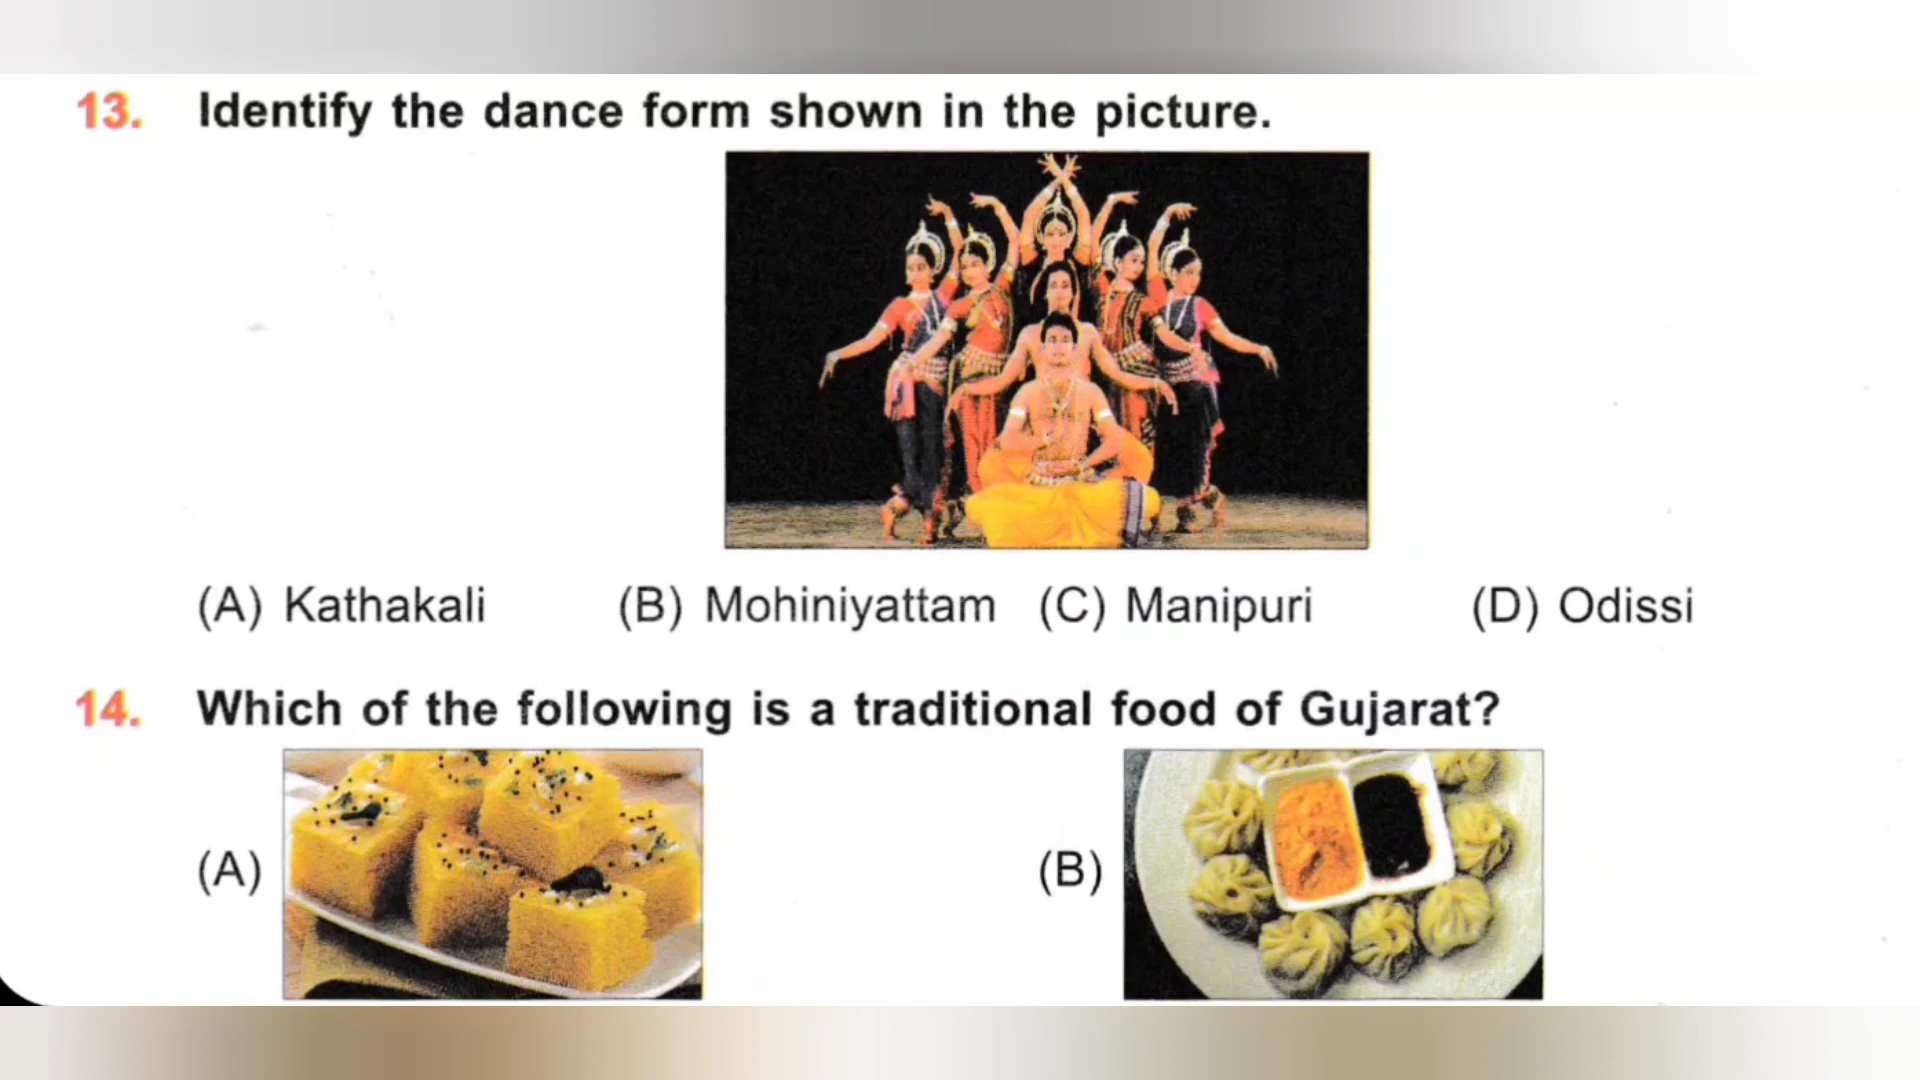 13. Identify the dance form shown in the picture.
(A) Kathakali (B) Mohiniyattam (C) Manipuri (D) Odissi
14. Which of the following is a traditional food of Gujarat?
(A) (B)